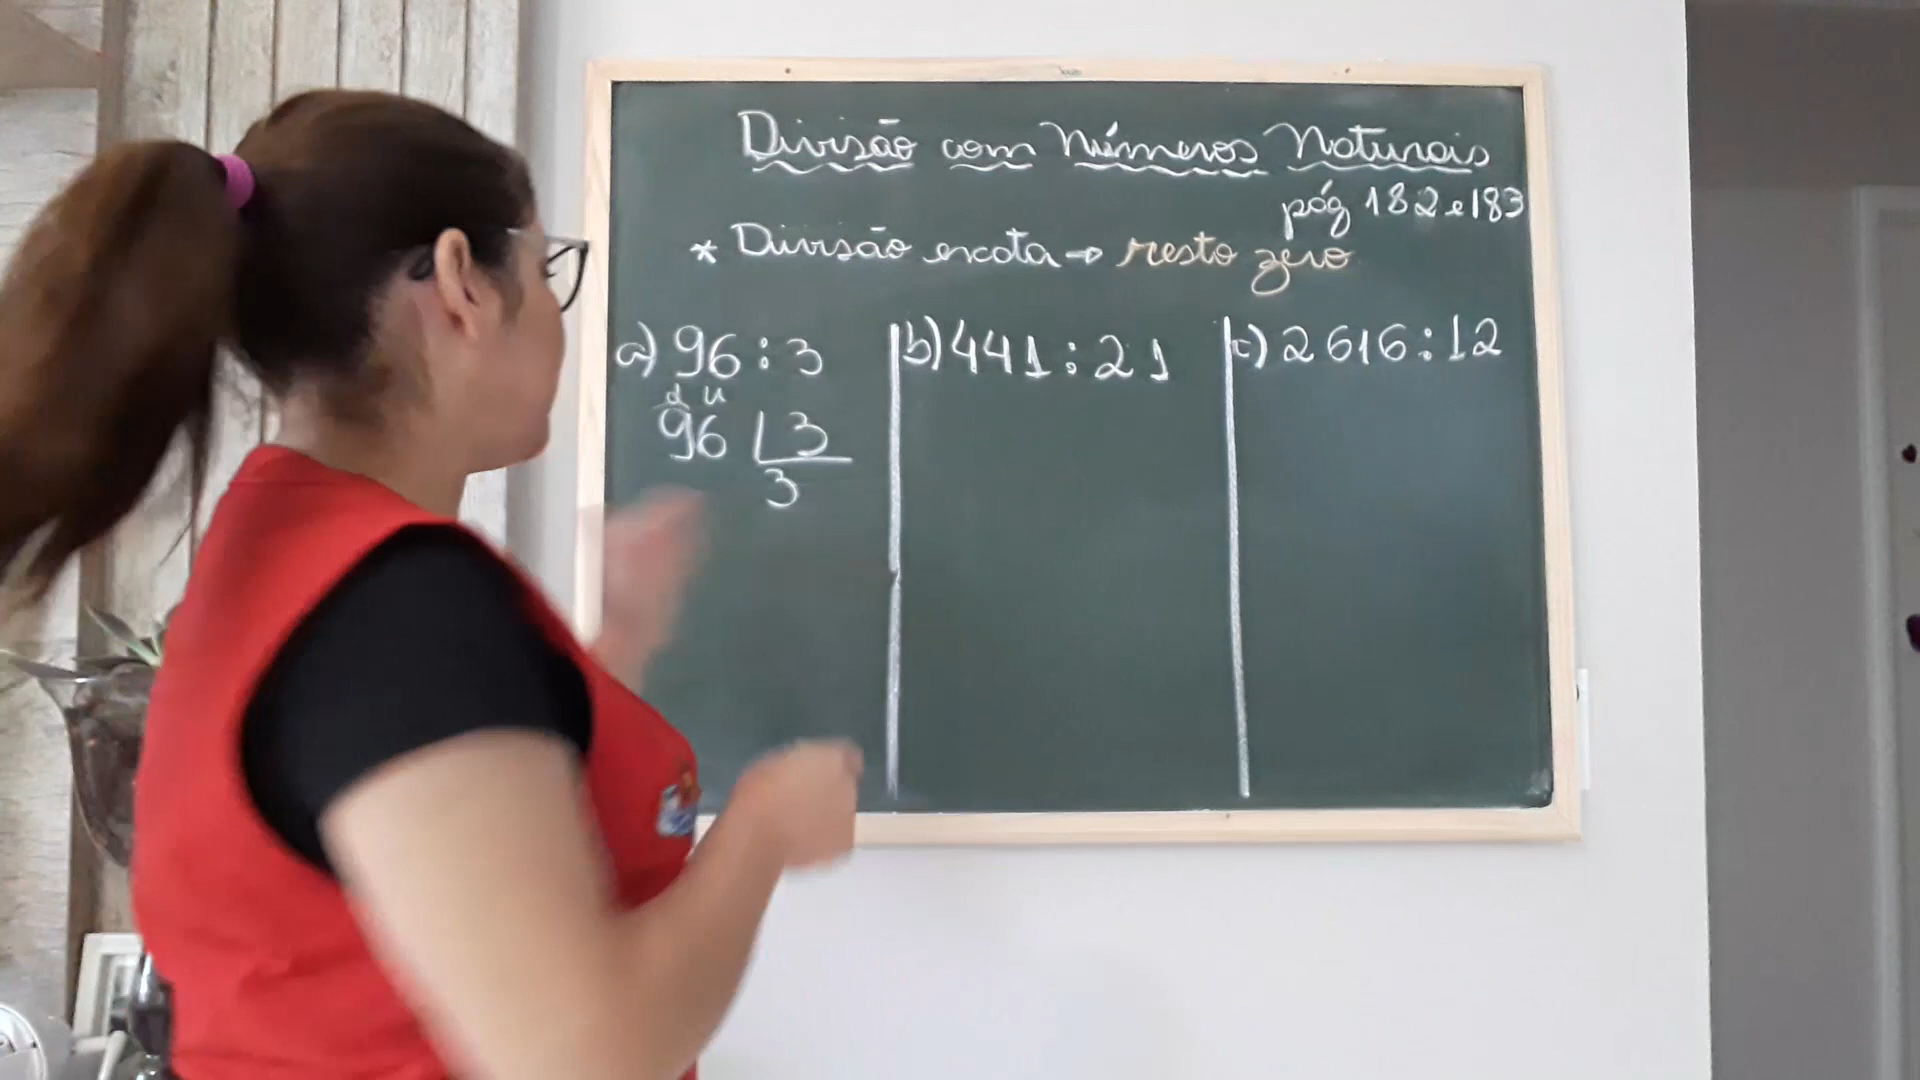 Divisão com Números Naturais
pág 182 e 183
* Divisão exata → resto zero
a) 96 : 3
b) 441 : 21
c) 2616 : 12
d u
96 3
3